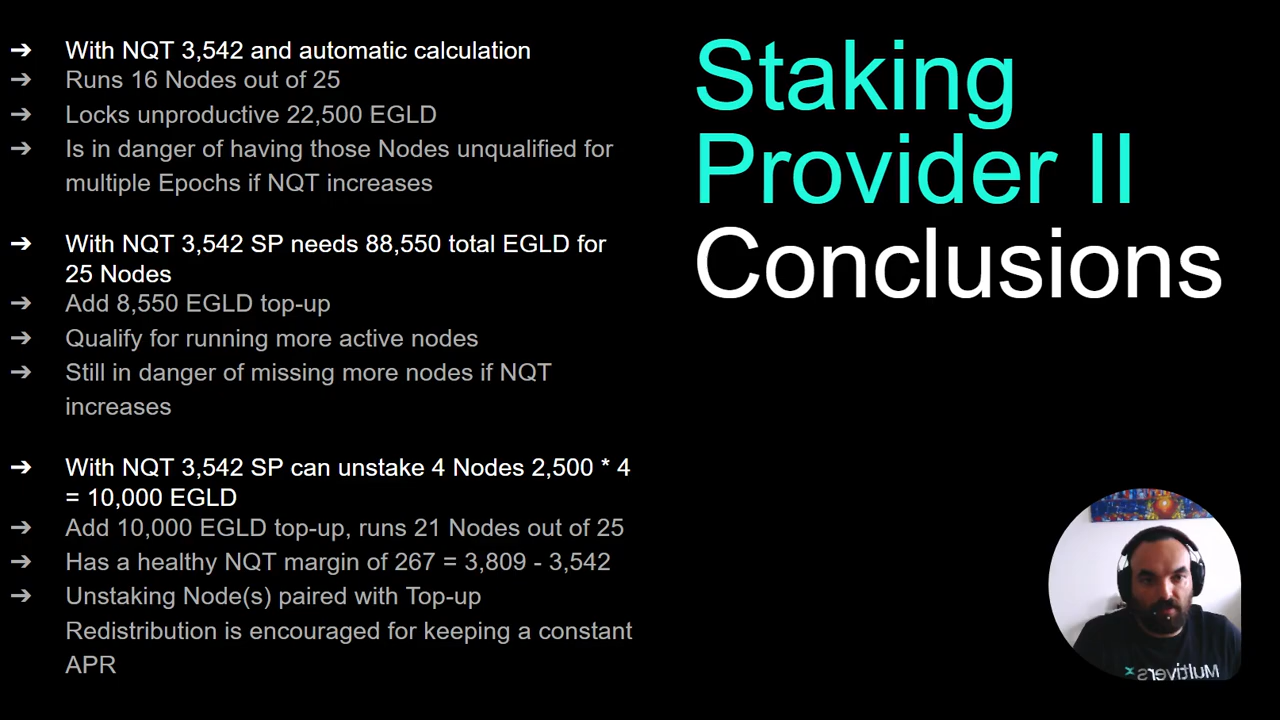 ➔ With NQT 3,542 and automatic calculation
➔ Runs 16 Nodes out of 25
➔ Locks unproductive 22,500 EGLD
➔ Is in danger of having those Nodes unqualified for
multiple Epochs if NQT increases
➔ With NQT 3,542 SP needs 88,550 total EGLD for
25 Nodes
➔ Add 8,550 EGLD top-up
➔ Qualify for running more active nodes
➔ Still in danger of missing more nodes if NQT
increases
➔ With NQT 3,542 SP can unstake 4 Nodes 2,500 * 4
= 10,000 EGLD
➔ Add 10,000 EGLD top-up, runs 21 Nodes out of 25
➔ Has a healthy NQT margin of 267 = 3,809 - 3,542
➔ Unstaking Node(s) paired with Top-up
Redistribution is encouraged for keeping a constant
APR
Staking
Provider II
Conclusions
Multivers